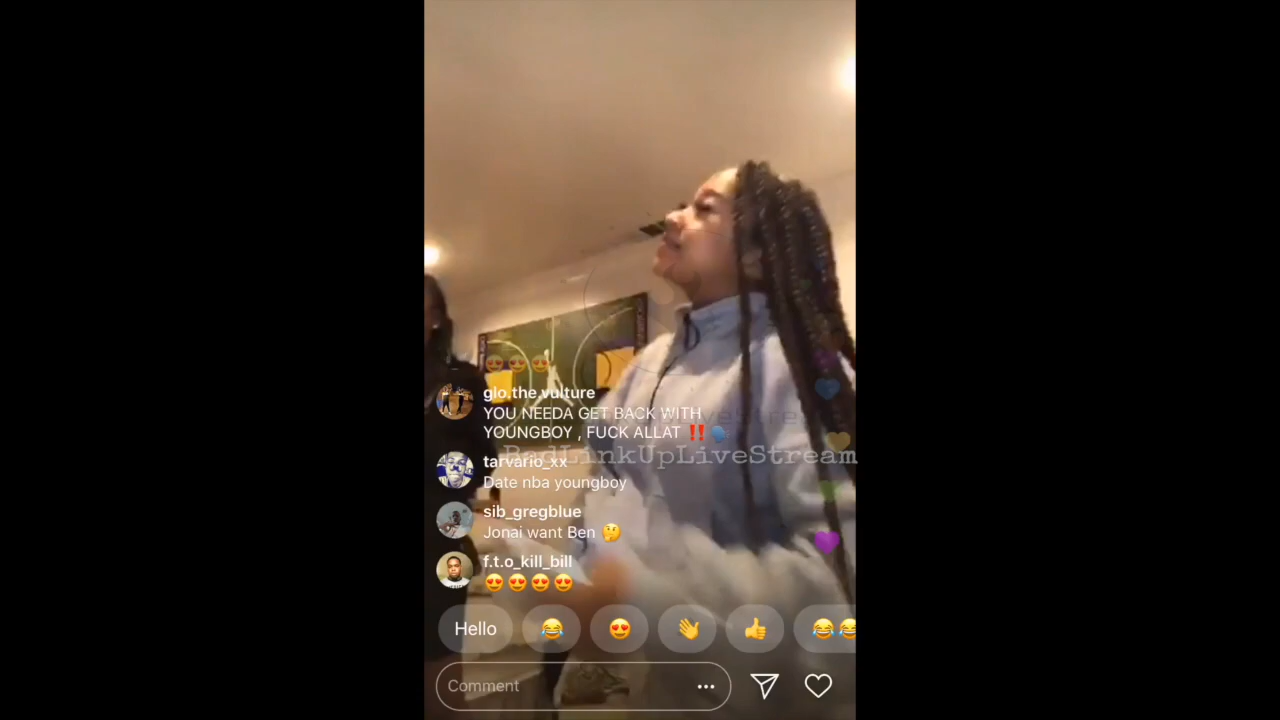 😍😍😍
gio.the.vulture
YOU NEEDA GET BACK WITH
YOUNGBOY , FUCK ALLAT ‼️🗣
BadLinkUpLiveStream
tarvario_xx
Date nba youngboy
sib_gregblue
Jonai want Ben 🤔
f.t.o_kill_bill
😍😍😍😍
Hello 😂 😍 👋 👍 😂😂
Comment